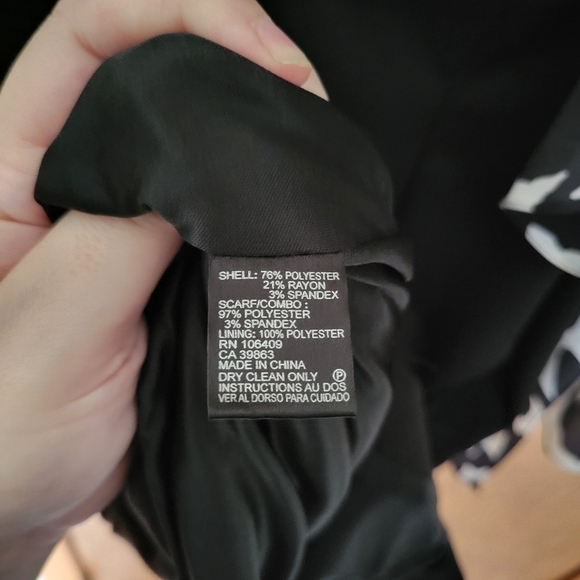 SHELL: 76% POLYESTER
21% RAYON
3% SPANDEX
SCARF/COMBO :
97% POLYESTER
3% SPANDEX
LINING: 100% POLYESTER
RN 106409
CA 39863
MADE IN CHINA
DRY CLEAN ONLY Ⓟ
INSTRUCTIONS AU DOS
VER AL DORSO PARA CUIDADO